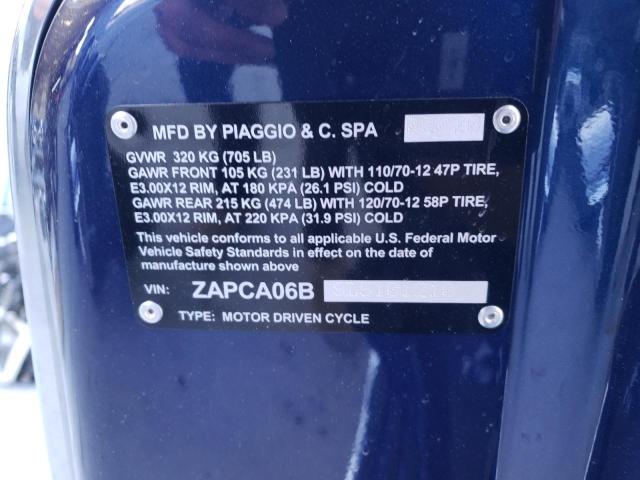 MFD BY PIAGGIO & C. SPA
GVWR 320 KG (705 LB)
GAWR FRONT 105 KG (231 LB) WITH 110/70-12 47P TIRE,
E3.00X12 RIM, AT 180 KPA (26.1 PSI) COLD
GAWR REAR 215 KG (474 LB) WITH 120/70-12 58P TIRE,
E3.00X12 RIM, AT 220 KPA (31.9 PSI) COLD
This vehicle conforms to all applicable U.S. Federal Motor
Vehicle Safety Standards in effect on the date of
manufacture shown above
VIN: ZAPCA06B
TYPE: MOTOR DRIVEN CYCLE